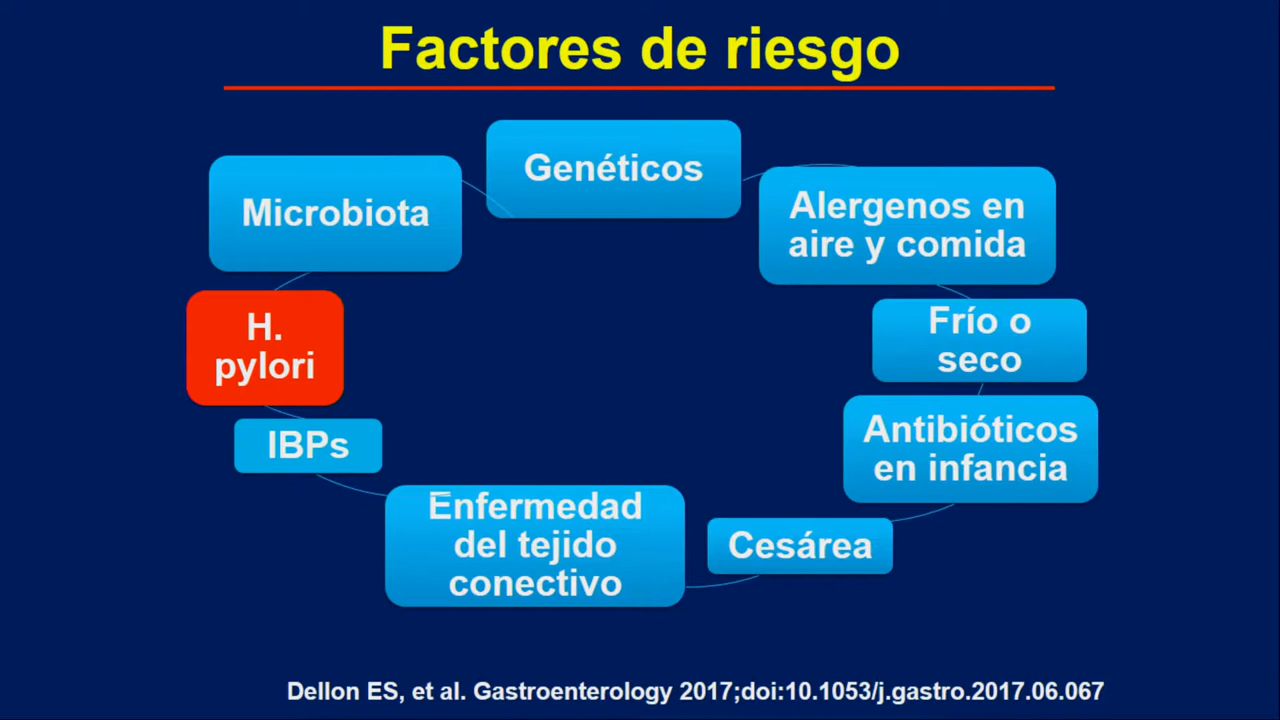 Factores de riesgo
Genéticos
Microbiota
Alergenos en
aire y comida
H.
pylori
Frío o
seco
IBPs
Antibióticos
en infancia
Enfermedad
del tejido
conectivo
Cesárea
Dellon ES, et al. Gastroenterology 2017;doi:10.1053/j.gastro.2017.06.067